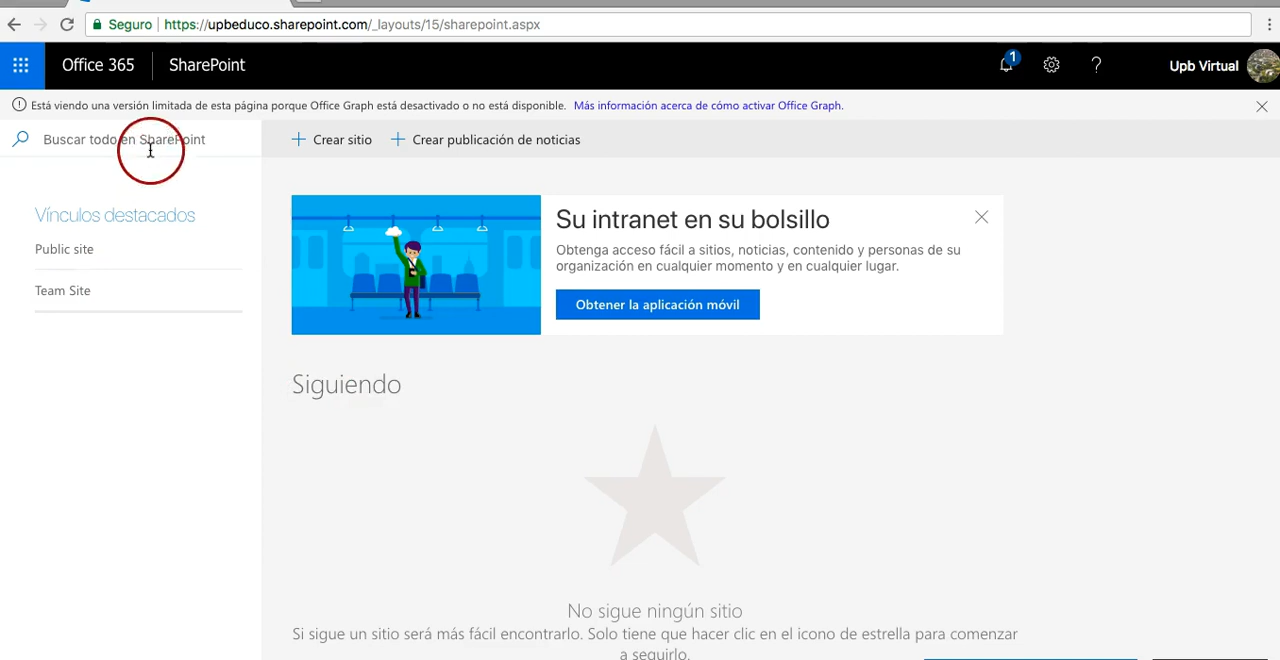 Seguro https://upbeduco.sharepoint.com/_layouts/15/sharepoint.aspx
Office 365 SharePoint 1 ? Upb Virtual
Está viendo una versión limitada de esta página porque Office Graph está desactivado o no está disponible. Más información acerca de cómo activar Office Graph.
Buscar todo en SharePoint
Crear sitio Crear publicación de noticias
Vínculos destacados
Public site
Team Site
Su intranet en su bolsillo
Obtenga acceso fácil a sitios, noticias, contenido y personas de su
organización en cualquier momento y en cualquier lugar.
Obtener la aplicación móvil
Siguiendo
No sigue ningún sitio
Si sigue un sitio será más fácil encontrarlo. Solo tiene que hacer clic en el icono de estrella para comenzar
a seguirlo.